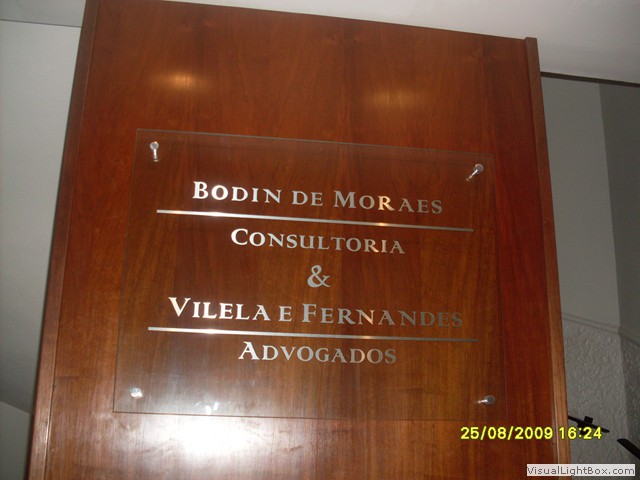 BODIN DE MORAES
CONSULTORIA
&
VILELA E FERNANDES
ADVOGADOS
25/08/2009 16:24
VisualLightBox.com